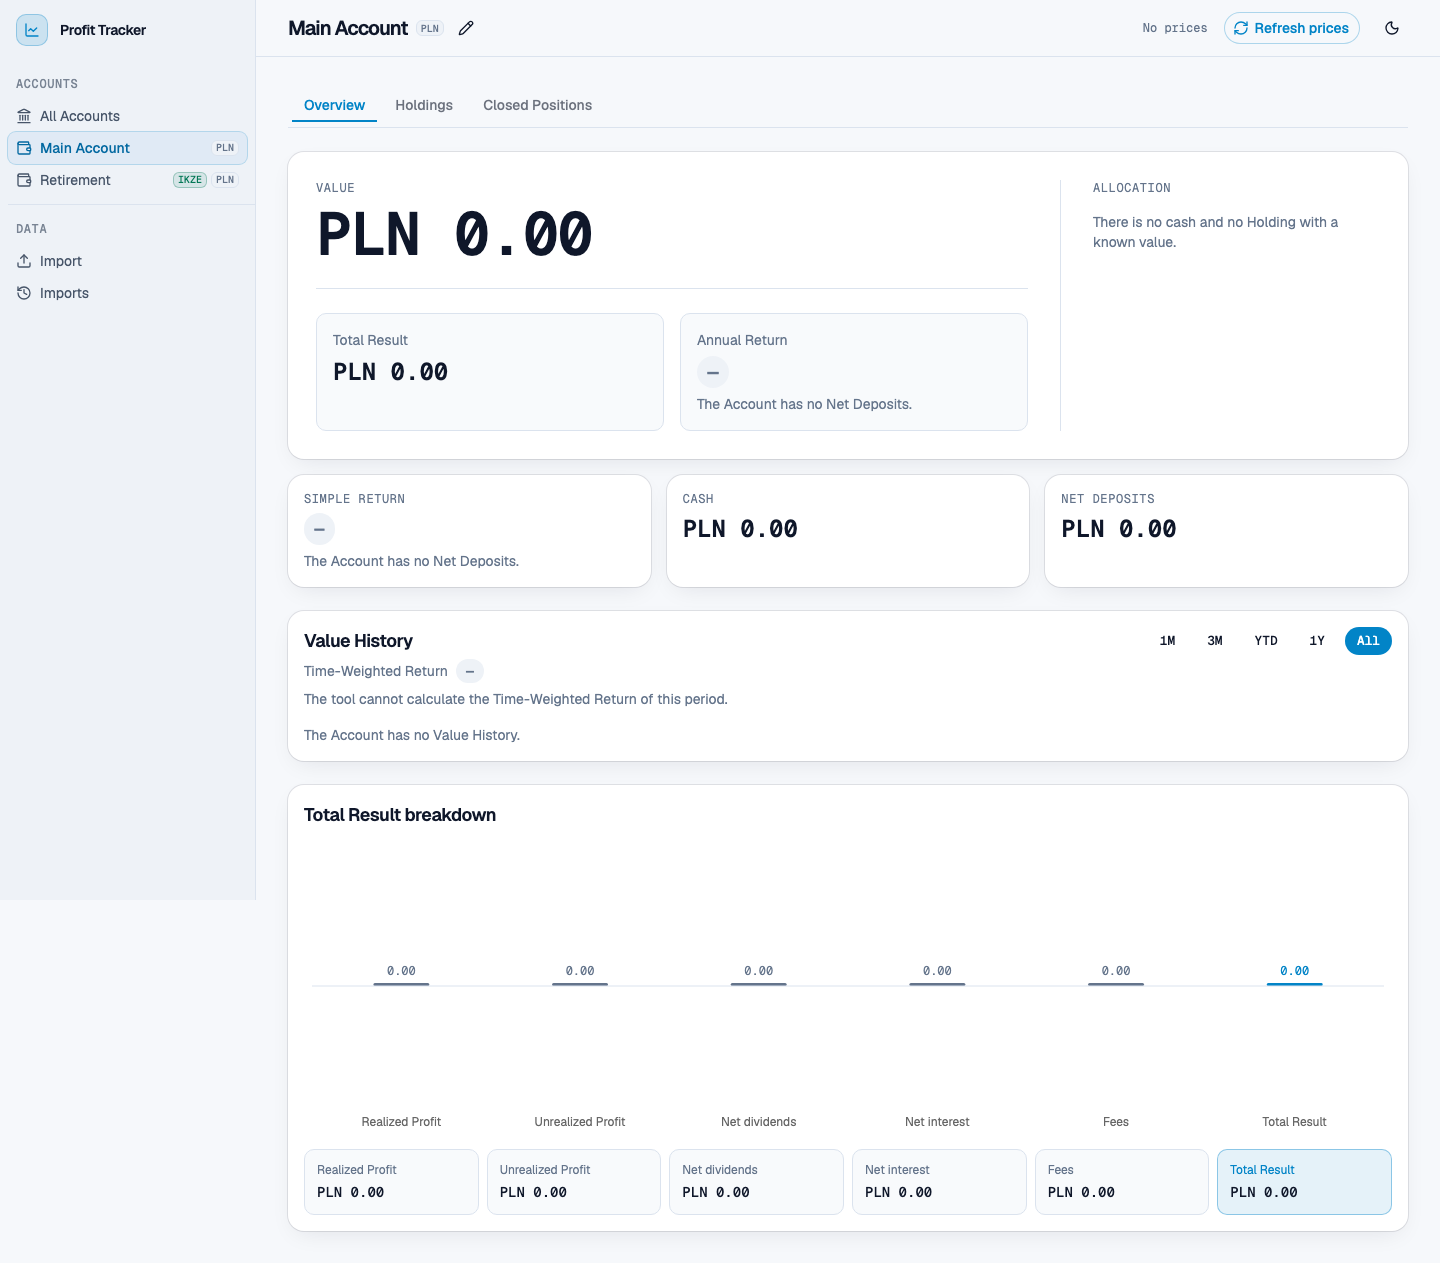 Profit Tracker
ACCOUNTS
All Accounts
Main Account PLN
Retirement IKZE PLN
DATA
Import
Imports
Main Account PLN
No prices
Refresh prices
Overview
Holdings
Closed Positions
VALUE
PLN 0.00
Total Result
PLN 0.00
Annual Return
—
The Account has no Net Deposits.
ALLOCATION
There is no cash and no Holding with a
known value.
SIMPLE RETURN
—
The Account has no Net Deposits.
CASH
PLN 0.00
NET DEPOSITS
PLN 0.00
Value History
1M 3M YTD 1Y All
Time-Weighted Return —
The tool cannot calculate the Time-Weighted Return of this period.
The Account has no Value History.
Total Result breakdown
0.00 0.00 0.00 0.00 0.00 0.00
Realized Profit Unrealized Profit Net dividends Net interest Fees Total Result
Realized Profit
PLN 0.00
Unrealized Profit
PLN 0.00
Net dividends
PLN 0.00
Net interest
PLN 0.00
Fees
PLN 0.00
Total Result
PLN 0.00